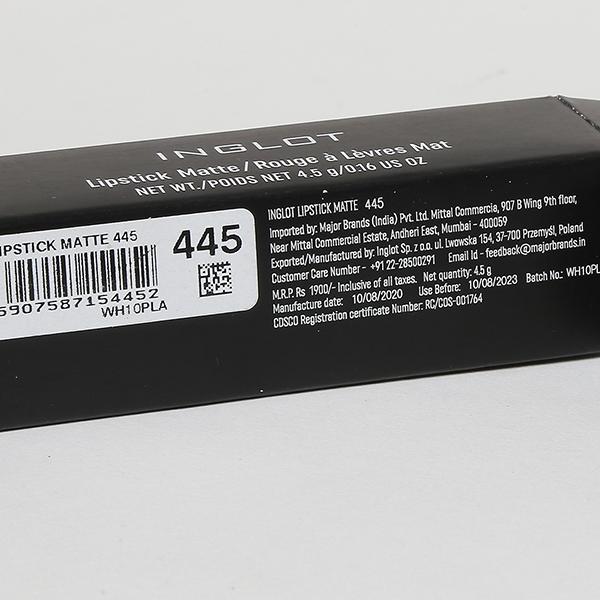 INGLOT
Lipstick Matte/Rouge à Lèvres Mat
NET WT./POIDS NET 4.5 g/0.16 US OZ
LIPSTICK MATTE 445
445
5907587154452
WH10PLA
INGLOT LIPSTICK MATTE 445
Imported by: Major Brands (India) Pvt. Ltd. Mittal Commercia, 907 B Wing 9th floor,
Near Mittal Commercial Estate, Andheri East, Mumbai - 400059
Exported/Manufactured by: Inglot Sp. z o.o. ul. Lwowska 154, 37-700 Przemyśl, Poland
Customer Care Number - +91 22-28500291 Email Id - feedback@majorbrands.in
M.R.P. Rs 1900/- Inclusive of all taxes. Net quantity: 4.5 g
Manufacture date: 10/08/2020 Use Before: 10/08/2023 Batch No.: WH10PLA
CDSCO Registration certificate Number: RC/COS-001764